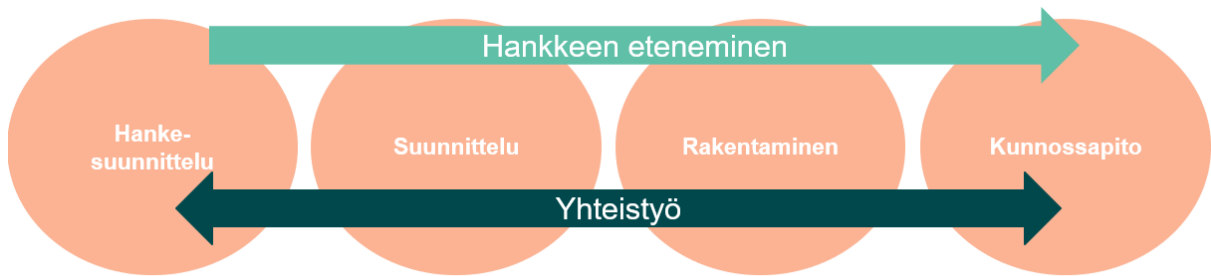 Hankkeen eteneminen
Hanke-
suunnittelu
Suunnittelu
Rakentaminen
Kunnossapito
Yhteistyö